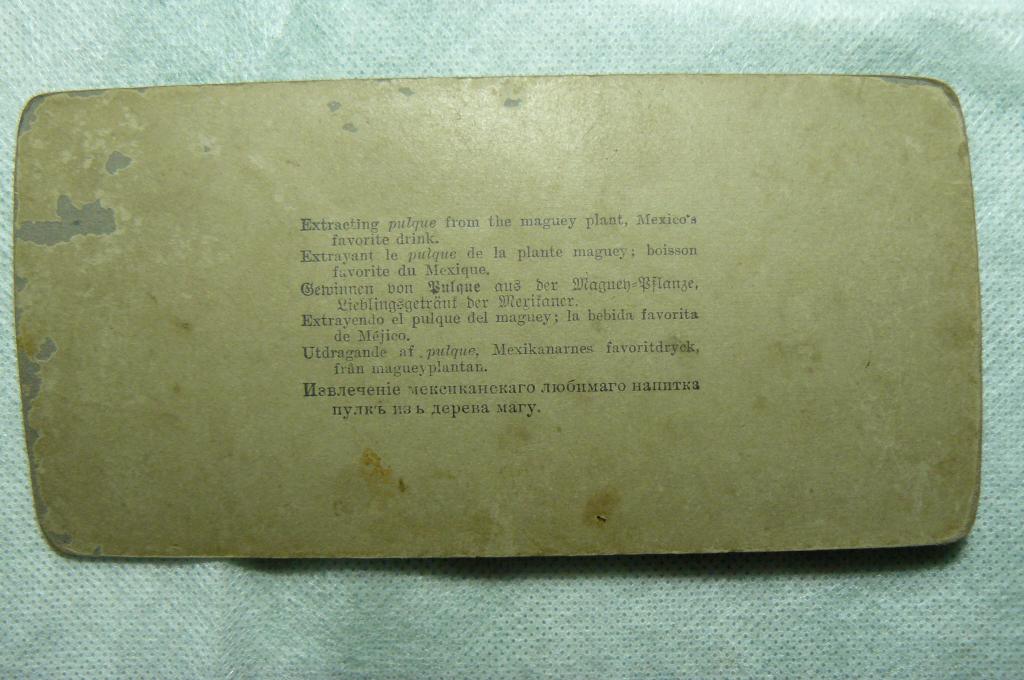 Extracting pulque from the maguey plant, Mexico's
favorite drink.
Extrayant le pulque de la plante maguey; boisson
favorite du Mexique.
Gewinnen von Pulque aus der Maguey-Pflanze,
Lieblingsgetränk der Mexikaner.
Extrayendo el pulque del maguey; la bebida favorita
de Méjico.
Utdragande af pulque, Mexikanarnes favoritdryck,
från magueyplantan.
Извлеченіе мексиканскаго любимаго напитка
пулкъ изъ дерева магу.